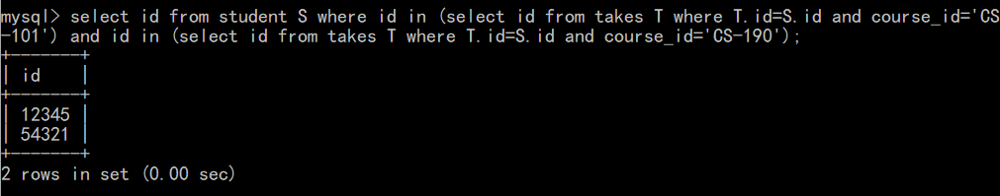 mysql> select id from student S where id in (select id from takes T where T.id=S.id and course_id='CS
-101') and id in (select id from takes T where T.id=S.id and course_id='CS-190');
+-------+
| id    |
+-------+
| 12345 |
| 54321 |
+-------+
2 rows in set (0.00 sec)